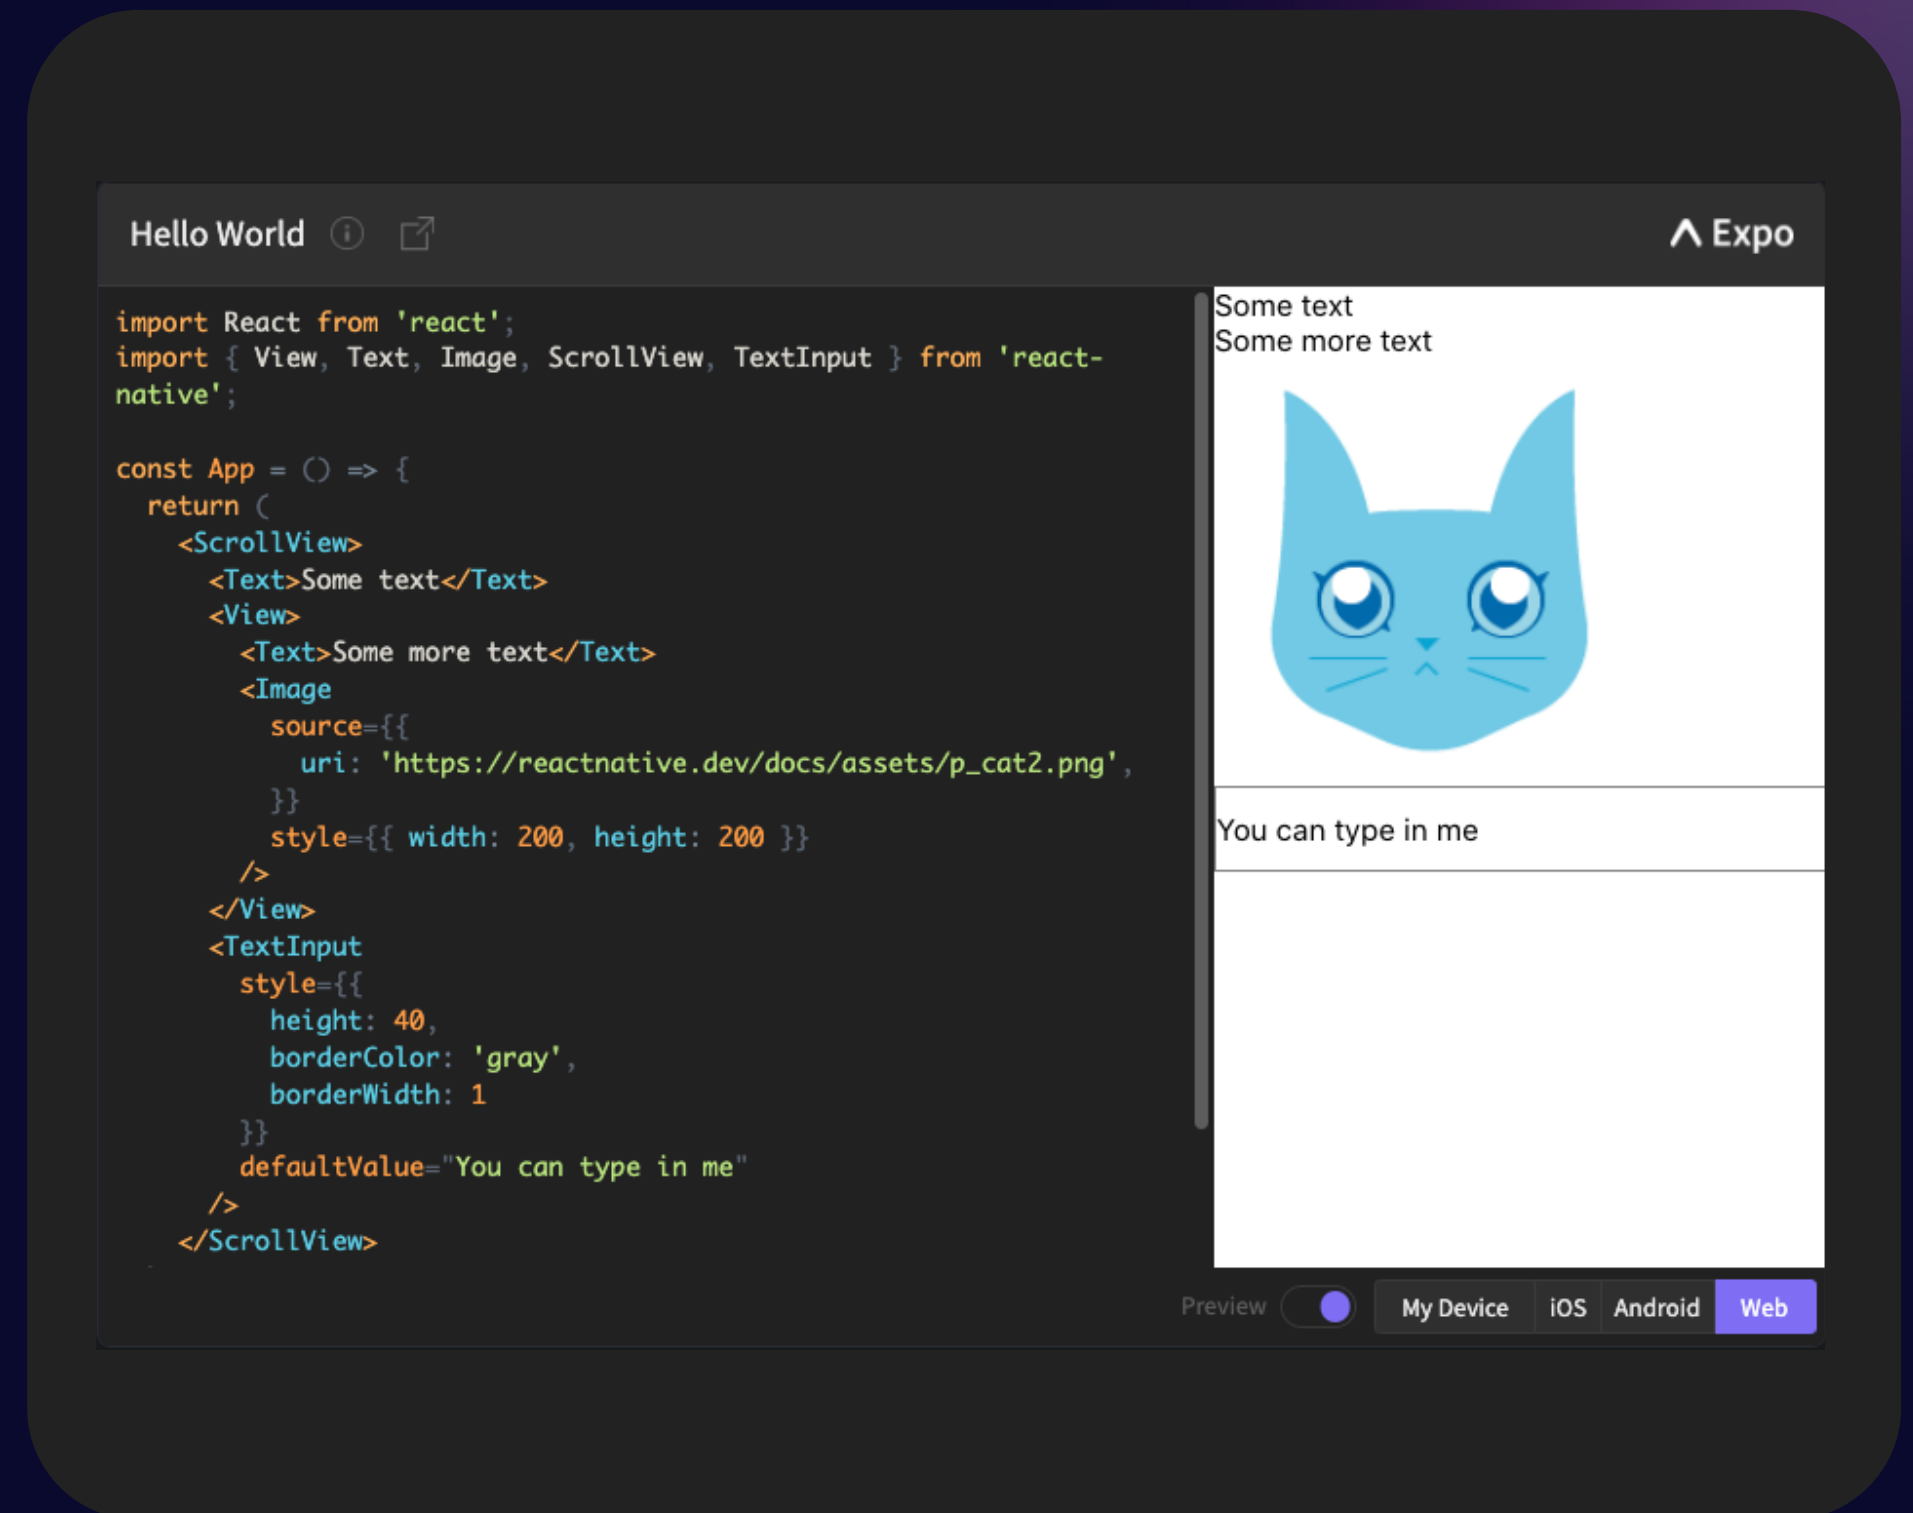 Hello World
Expo
import React from 'react';
import { View, Text, Image, ScrollView, TextInput } from 'react-
native';
const App = () => {
  return (
    <ScrollView>
      <Text>Some text</Text>
      <View>
        <Text>Some more text</Text>
        <Image
          source={{
            uri: 'https://reactnative.dev/docs/assets/p_cat2.png',
          }}
          style={{ width: 200, height: 200 }}
        />
      </View>
      <TextInput
        style={{
          height: 40,
          borderColor: 'gray',
          borderWidth: 1
        }}
        defaultValue="You can type in me"
      />
    </ScrollView>
Some text
Some more text
You can type in me
Preview
My Device
iOS
Android
Web